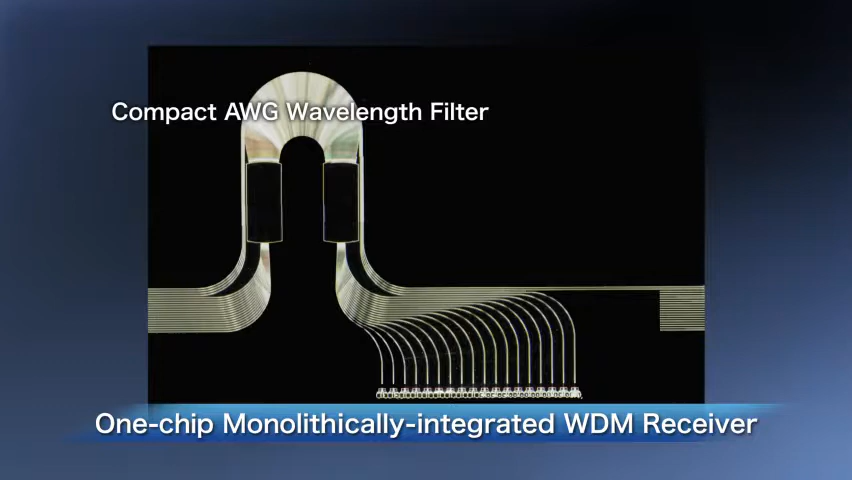 Compact AWG Wavelength Filter
One-chip Monolithically-integrated WDM Receiver